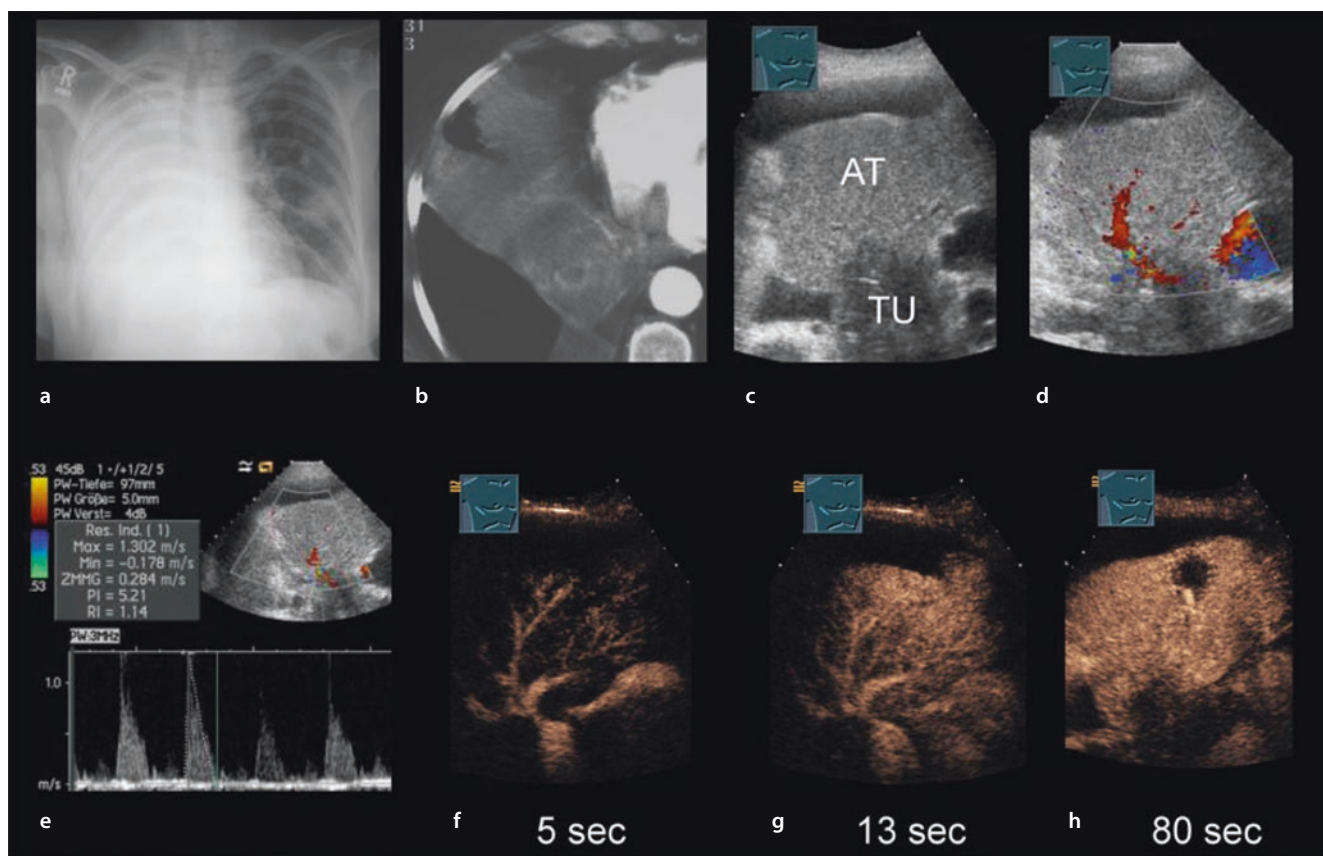 R
31
3
AT
TU
a
b
c
d
.53
45dB 1 +/+1/2/ 5
PW-Tiefe= 97mm
PW Größe= 5.0mm
PW Verst= 4dB
Res. Ind. ( 1)
Max = 1.302 m/s
Min = -0.178 m/s
ZMMG = 0.284 m/s
PI = 5.21
RI = 1.14
.53
PW:3MHz
1.0
m/s
e
f
5 sec
g
13 sec
h
80 sec